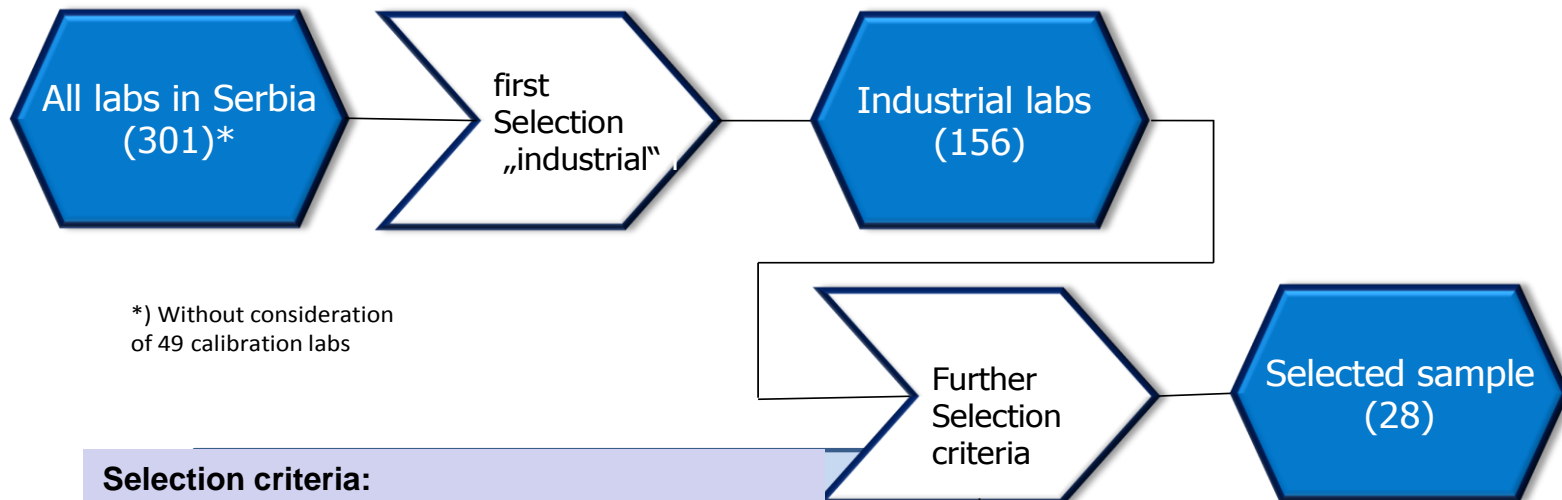 All labs in Serbia
(301)*
first
Selection
„industrial“
Industrial labs
(156)
*) Without consideration
of 49 calibration labs
Further
Selection
criteria
Selected sample
(28)
Selection criteria: